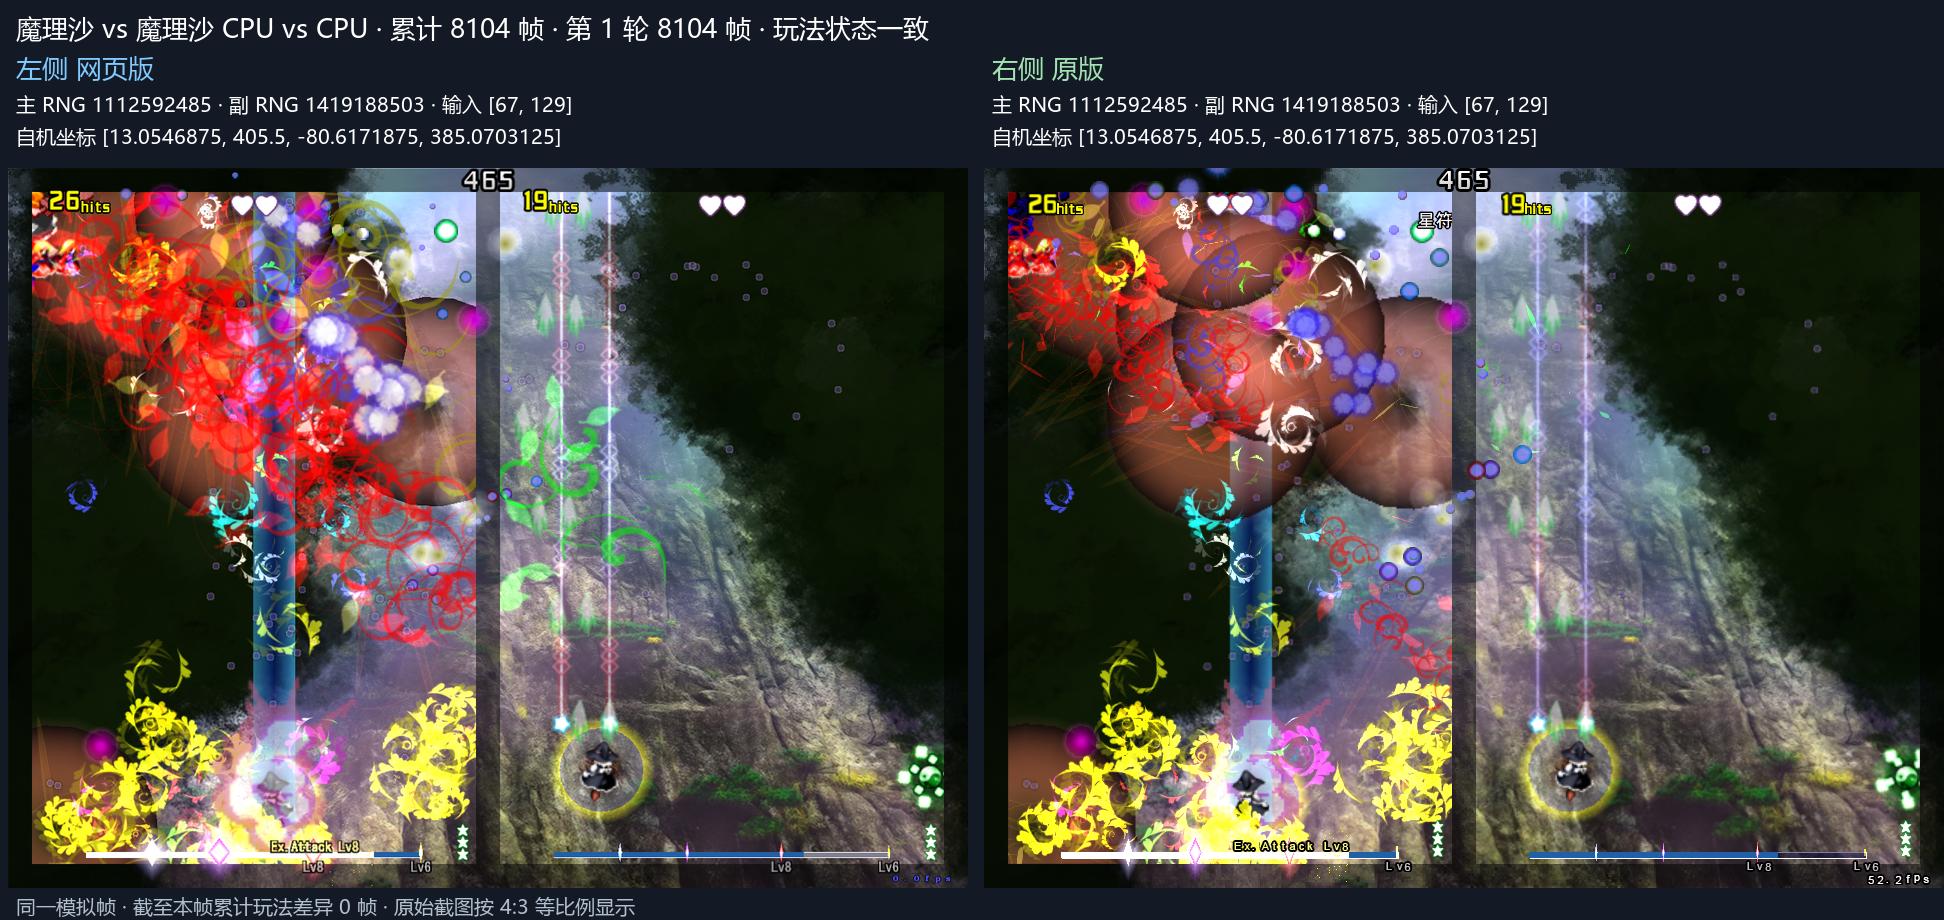 魔理沙 vs 魔理沙 CPU vs CPU · 累计 8104 帧 · 第 1 轮 8104 帧 · 玩法状态一致
左侧 网页版
主 RNG 1112592485 · 副 RNG 1419188503 · 输入 [67, 129]
自机坐标 [13.0546875, 405.5, -80.6171875, 385.0703125]
右侧 原版
主 RNG 1112592485 · 副 RNG 1419188503 · 输入 [67, 129]
自机坐标 [13.0546875, 405.5, -80.6171875, 385.0703125]
465
26hits
19hits
Ex.Attack Lv8
Lv8
Lv6
Lv8
Lv6
0.0fps
465
26hits
星符
19hits
Ex.Attack Lv8
Lv6
Lv8
Lv6
52.2fps
同一模拟帧 · 截至本帧累计玩法差异 0 帧 · 原始截图按 4:3 等比例显示